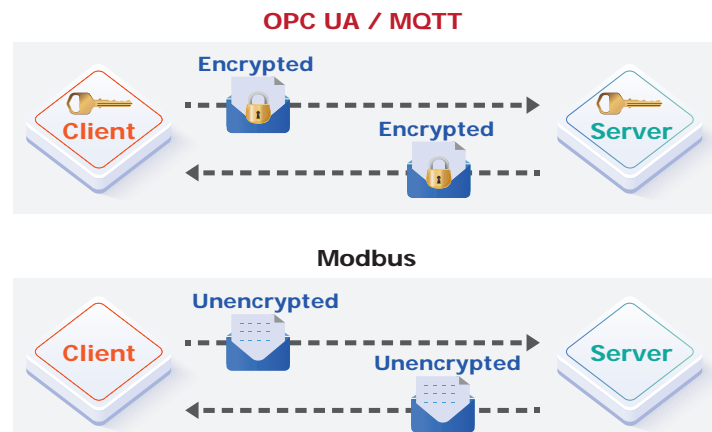 OPC UA / MQTT
Encrypted
Client
Server
Encrypted
Modbus
Unencrypted
Client
Server
Unencrypted